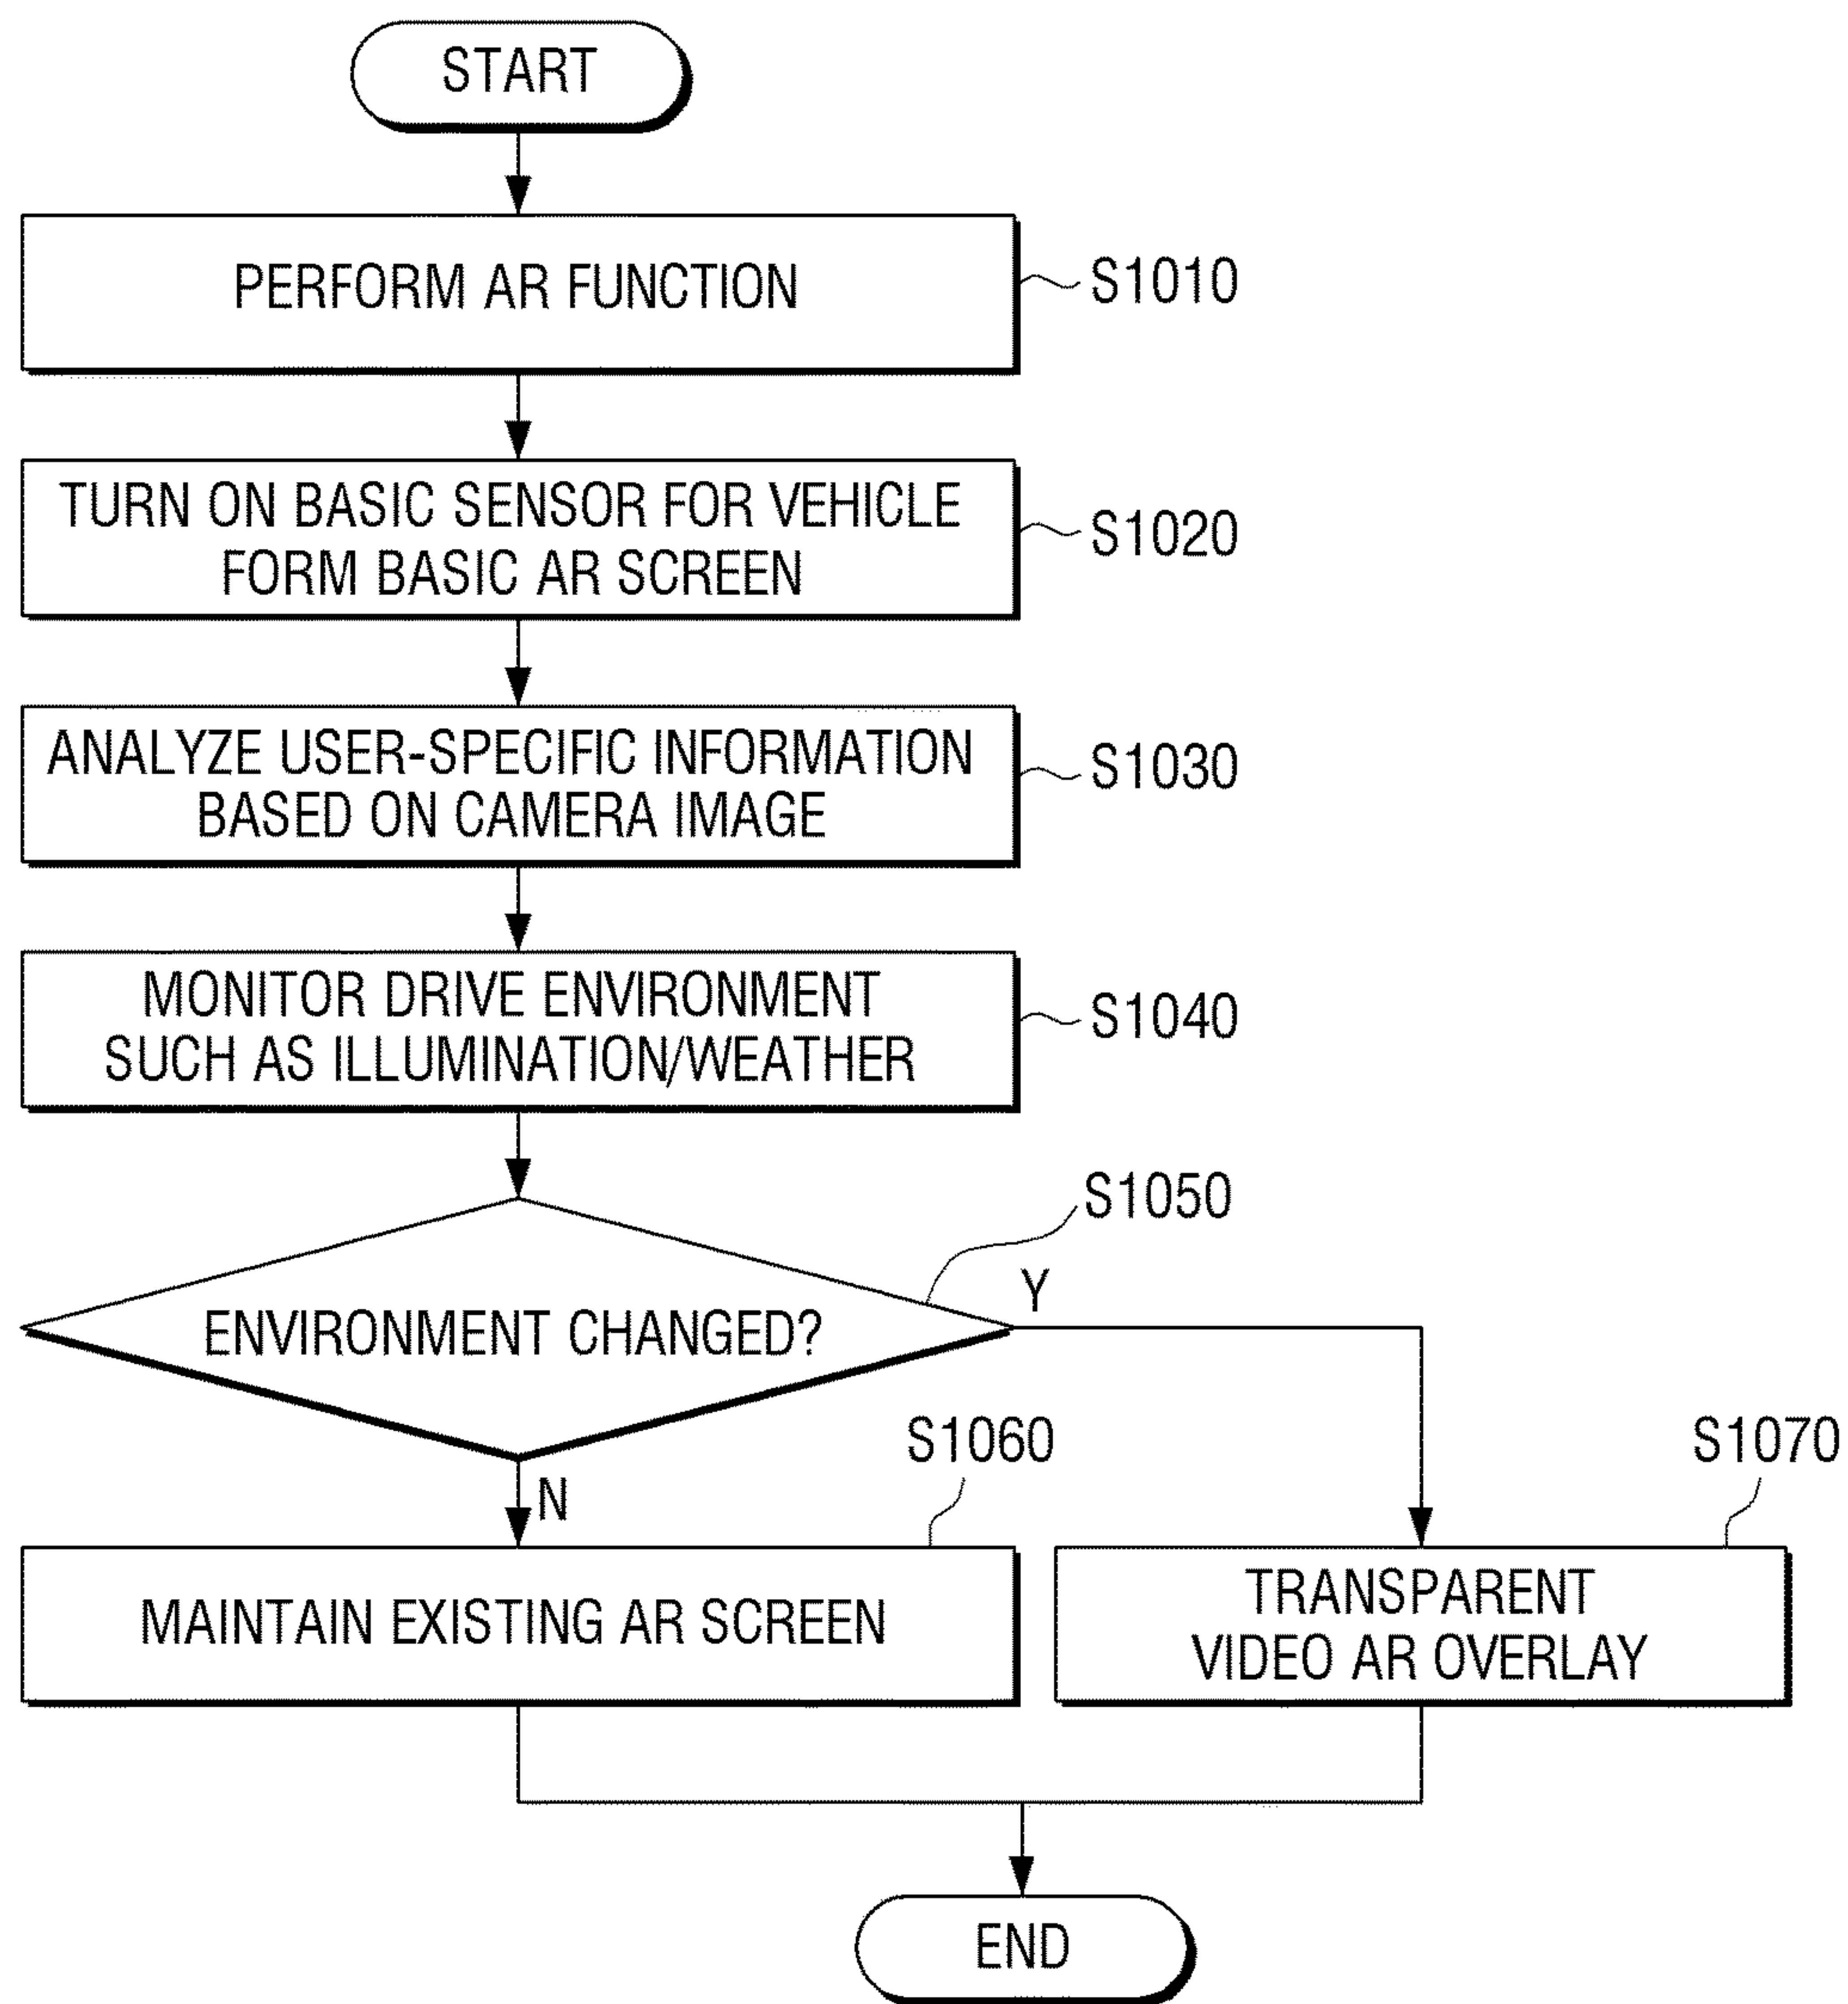 START
PERFORM AR FUNCTION
S1010
TURN ON BASIC SENSOR FOR VEHICLE
FORM BASIC AR SCREEN
S1020
ANALYZE USER-SPECIFIC INFORMATION
BASED ON CAMERA IMAGE
S1030
MONITOR DRIVE ENVIRONMENT
SUCH AS ILLUMINATION/WEATHER
S1040
S1050
ENVIRONMENT CHANGED?
Y
N
S1060
MAINTAIN EXISTING AR SCREEN
S1070
TRANSPARENT
VIDEO AR OVERLAY
END